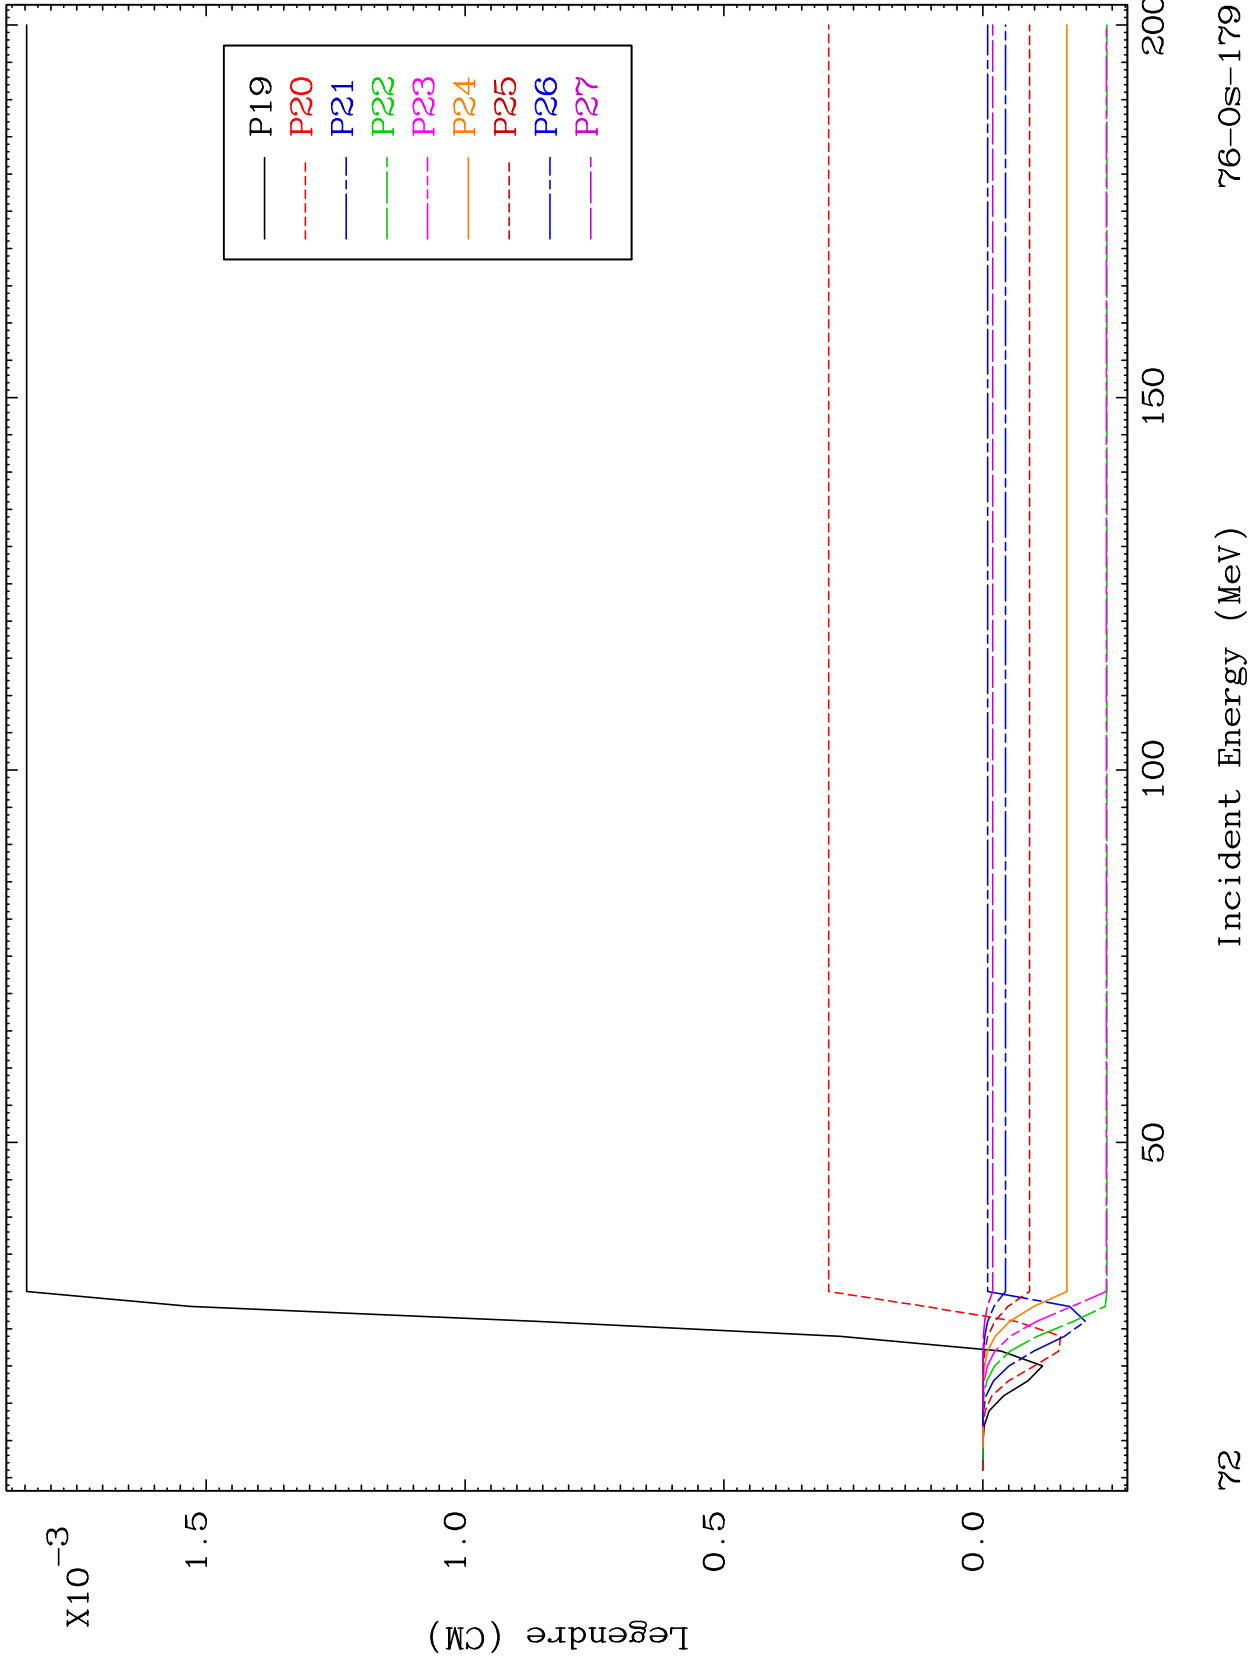 X10-3
1.5
1.0
0.5
0.0
Legendre (CM)
P19
P20
P21
P22
P23
P24
P25
P26
P27
50
100
150
200
Incident Energy (MeV)
72
76-Os-179